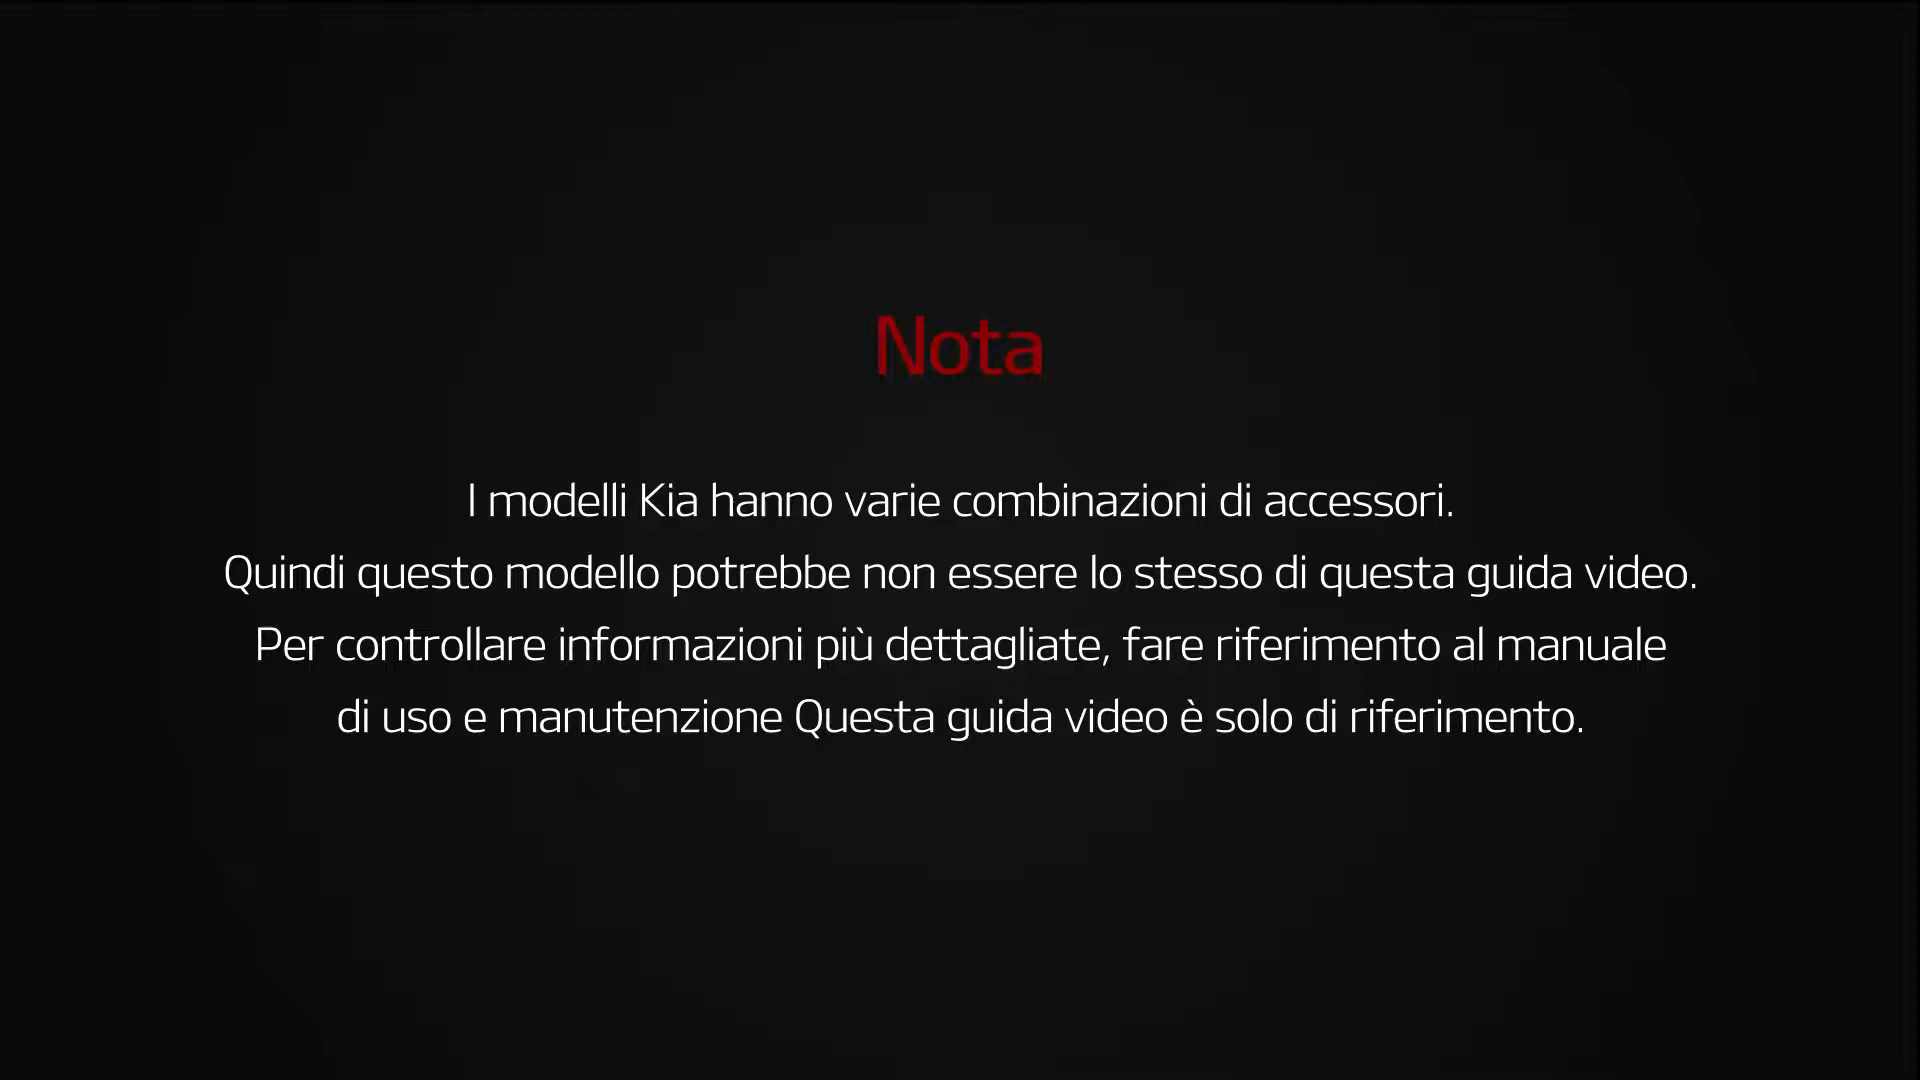 Nota
I modelli Kia hanno varie combinazioni di accessori.
Quindi questo modello potrebbe non essere lo stesso di questa guida video.
Per controllare informazioni più dettagliate, fare riferimento al manuale
di uso e manutenzione Questa guida video è solo di riferimento.